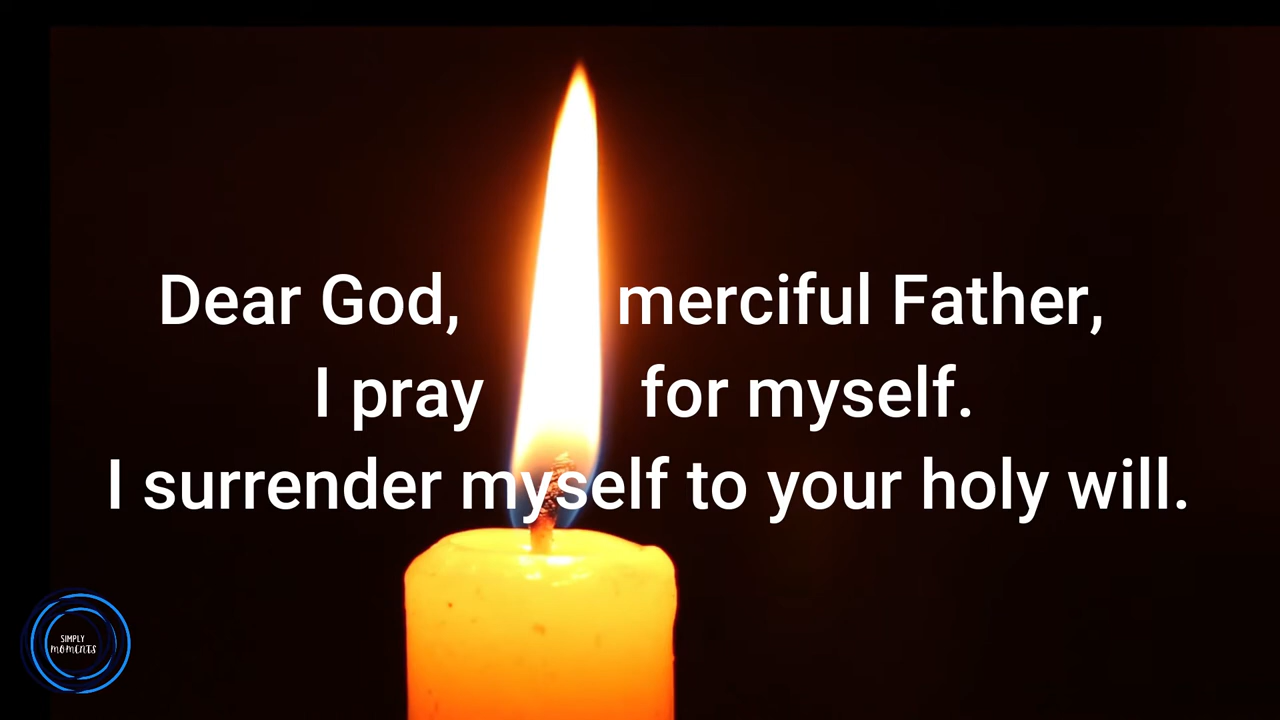 Dear God, merciful Father,
I pray for myself.
I surrender myself to your holy will.
SIMPLY
MOMENTS